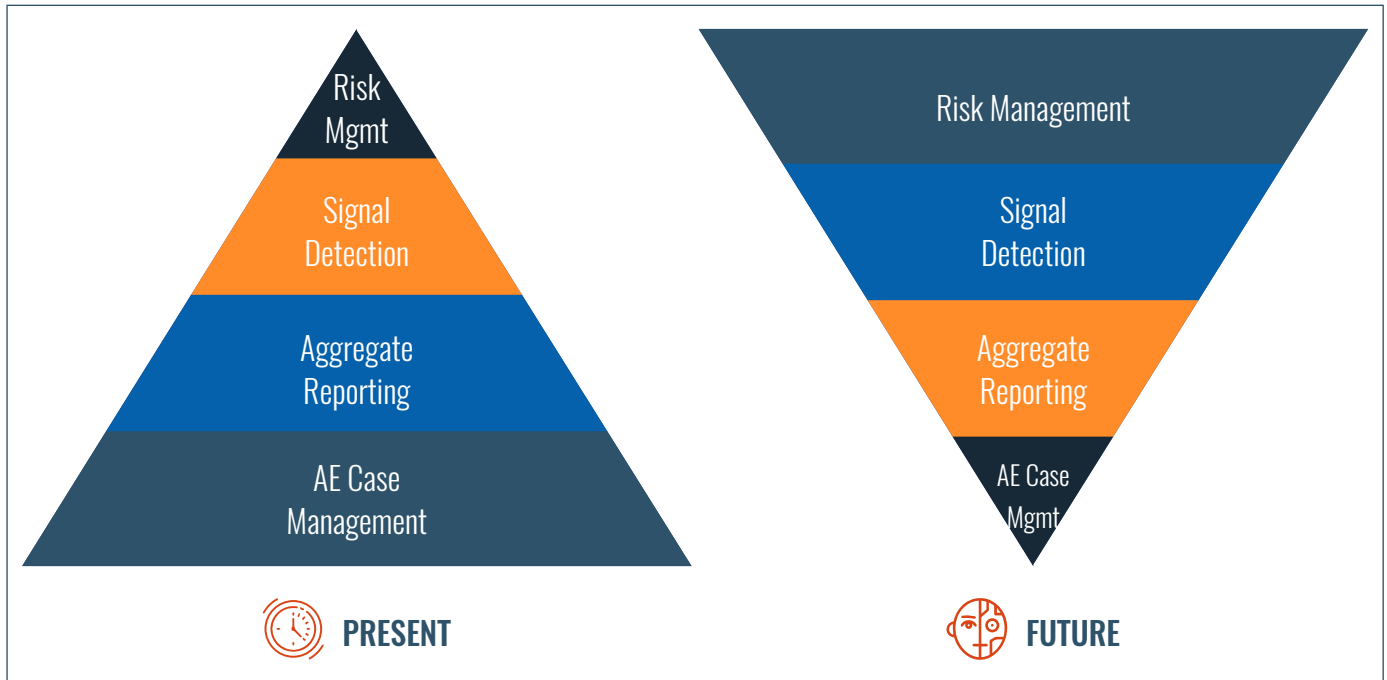 Risk
Mgmt
Signal
Detection
Aggregate
Reporting
AE Case
Management
PRESENT
Risk Management
Signal
Detection
Aggregate
Reporting
AE Case
Mgmt
FUTURE